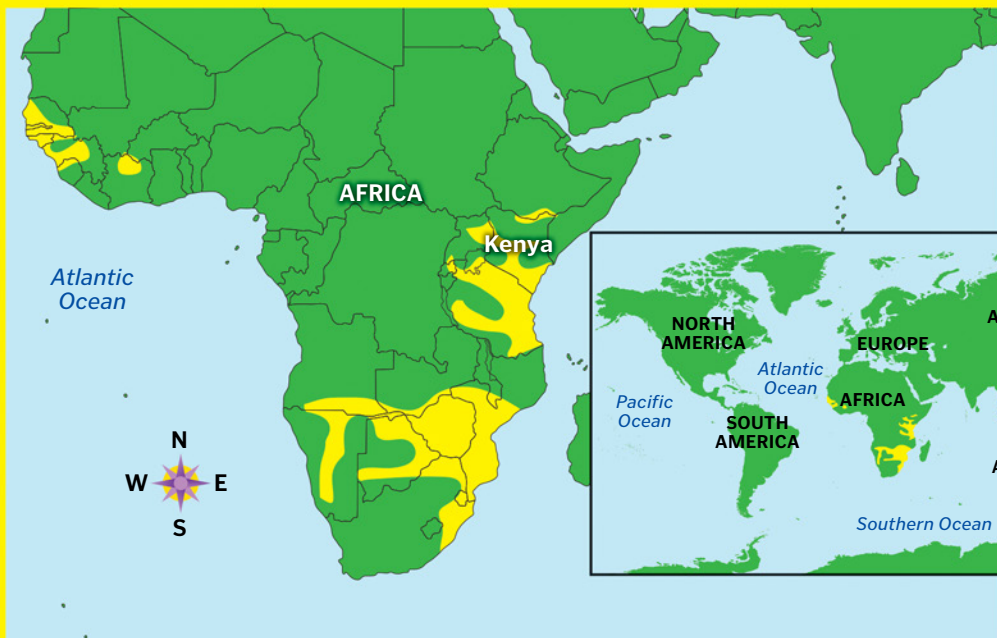 AFRICA
Kenya
Atlantic
Ocean
N
W
E
S
NORTH
AMERICA
EUROPE
A
Atlantic
Ocean
AFRICA
Pacific
Ocean
SOUTH
AMERICA
A
Southern Ocean